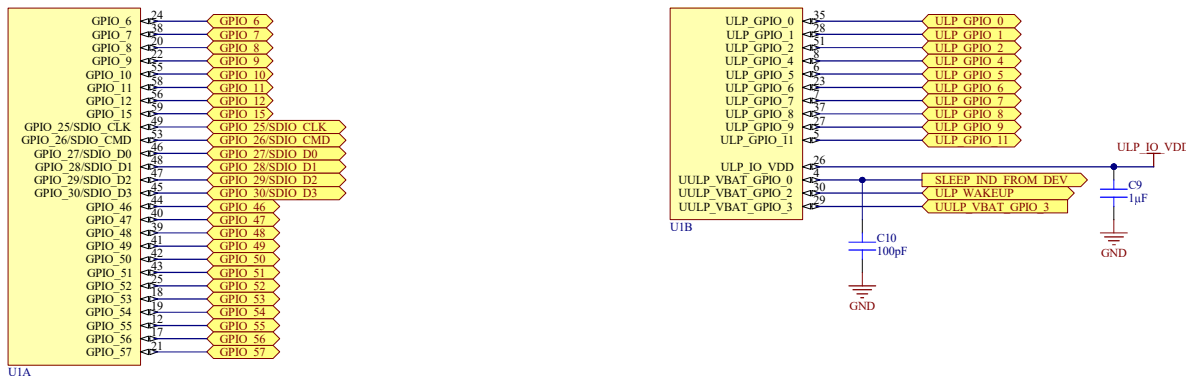 GPIO_6 24 GPIO_6
GPIO_7 38 GPIO_7
GPIO_8 20 GPIO_8
GPIO_9 22 GPIO_9
GPIO_10 55 GPIO_10
GPIO_11 58 GPIO_11
GPIO_12 56 GPIO_12
GPIO_15 59 GPIO_15
GPIO_25/SDIO_CLK 49 GPIO_25/SDIO_CLK
GPIO_26/SDIO_CMD 53 GPIO_26/SDIO_CMD
GPIO_27/SDIO_D0 46 GPIO_27/SDIO_D0
GPIO_28/SDIO_D1 48 GPIO_28/SDIO_D1
GPIO_29/SDIO_D2 47 GPIO_29/SDIO_D2
GPIO_30/SDIO_D3 45 GPIO_30/SDIO_D3
GPIO_46 44 GPIO_46
GPIO_47 40 GPIO_47
GPIO_48 39 GPIO_48
GPIO_49 41 GPIO_49
GPIO_50 42 GPIO_50
GPIO_51 43 GPIO_51
GPIO_52 25 GPIO_52
GPIO_53 18 GPIO_53
GPIO_54 19 GPIO_54
GPIO_55 12 GPIO_55
GPIO_56 17 GPIO_56
GPIO_57 21 GPIO_57
U1A
ULP_GPIO_0 35 ULP_GPIO_0
ULP_GPIO_1 28 ULP_GPIO_1
ULP_GPIO_2 51 ULP_GPIO_2
ULP_GPIO_4 8 ULP_GPIO_4
ULP_GPIO_5 6 ULP_GPIO_5
ULP_GPIO_6 23 ULP_GPIO_6
ULP_GPIO_7 7 ULP_GPIO_7
ULP_GPIO_8 37 ULP_GPIO_8
ULP_GPIO_9 27 ULP_GPIO_9
ULP_GPIO_11 5 ULP_GPIO_11
ULP_IO_VDD
ULP_IO_VDD 26
UULP_VBAT_GPIO_0 4 SLEEP_IND_FROM_DEV
UULP_VBAT_GPIO_2 30 ULP_WAKEUP
UULP_VBAT_GPIO_3 29 UULP_VBAT_GPIO_3
U1B
C9
1µF
GND
C10
100pF
GND